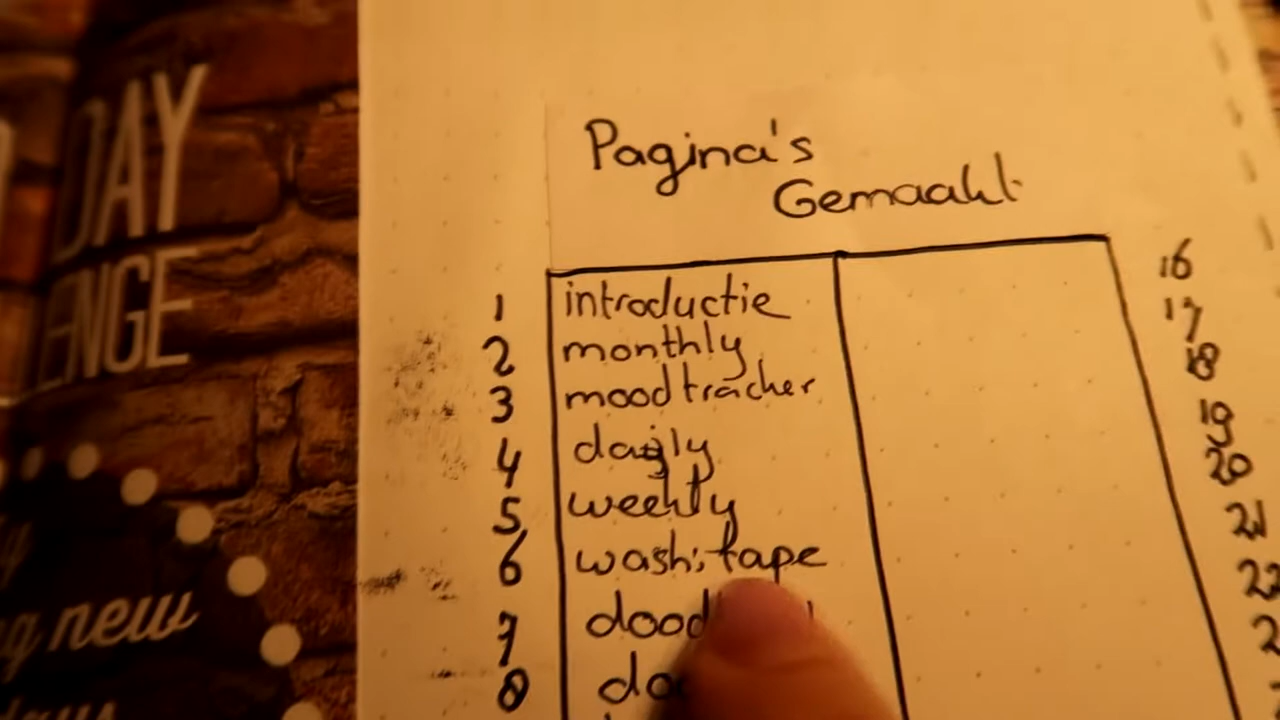 DAY
ENGE
new
Pagina's
Gemaakt
1 introductie
2 monthly
3 moodtracker
4 daily
5 weekly
6 washi tape
7
8
16
17
18
19
20
21
22